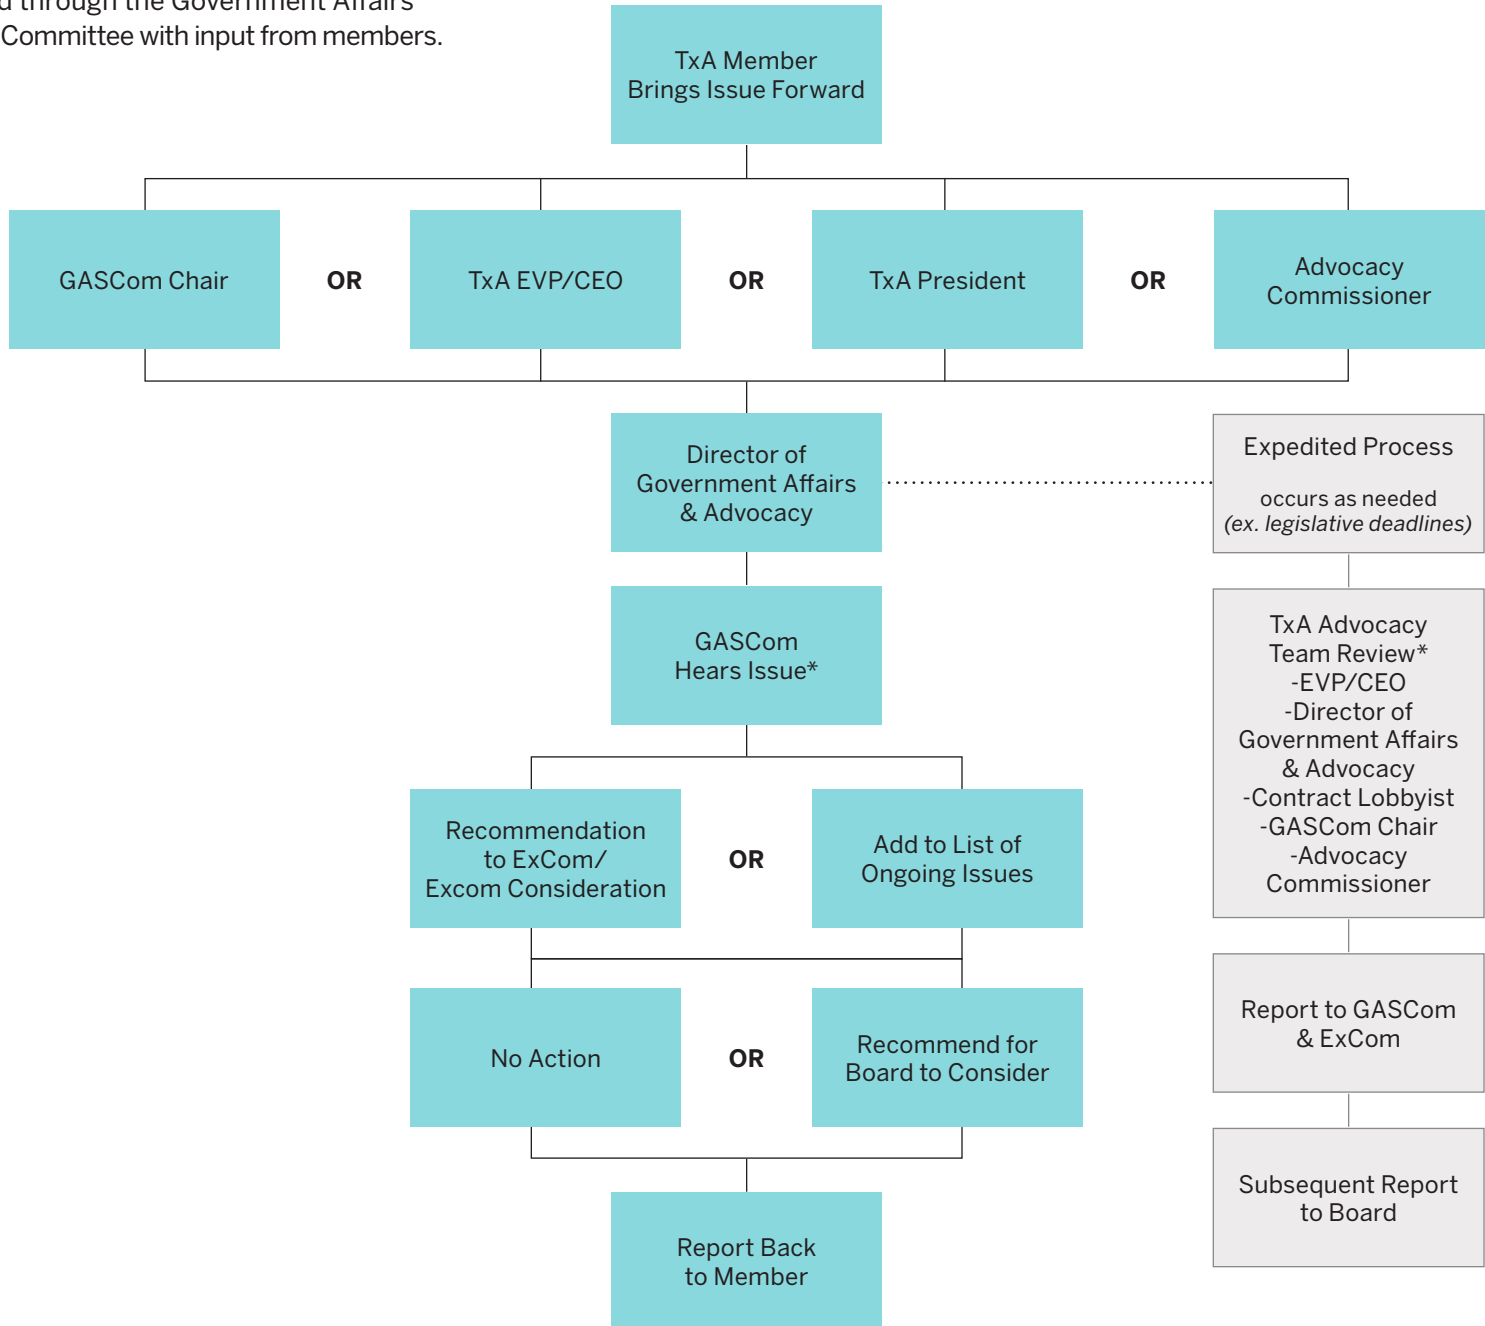 through the Government Affairs
Committee with input from members.
TxA Member
Brings Issue Forward
GASCom Chair
OR
TxA EVP/CEO
OR
TxA President
OR
Advocacy
Commissioner
Director of
Government Affairs
& Advocacy
Expedited Process
occurs as needed
(ex. legislative deadlines)
GASCom
Hears Issue*
TxA Advocacy
Team Review*
-EVP/CEO
-Director of
Government Affairs
& Advocacy
-Contract Lobbyist
-GASCom Chair
-Advocacy
Commissioner
Recommendation
to ExCom/
Excom Consideration
OR
Add to List of
Ongoing Issues
No Action
OR
Recommend for
Board to Consider
Report to GASCom
& ExCom
Subsequent Report
to Board
Report Back
to Member